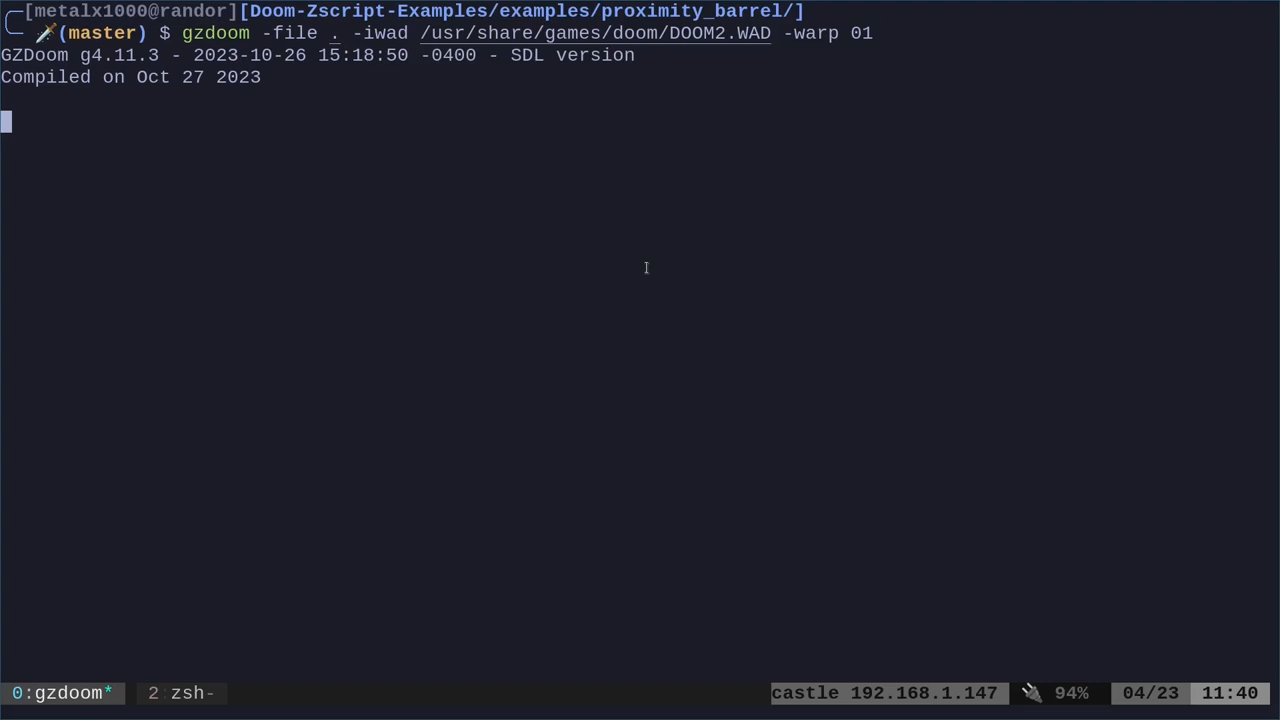 [metalx1000@randor][Doom-Zscript-Examples/examples/proximity_barrel/]
(master) $ gzdoom -file . -iwad /usr/share/games/doom/DOOM2.WAD -warp 01
GZDoom g4.11.3 - 2023-10-26 15:18:50 -0400 - SDL version
Compiled on Oct 27 2023
0:gzdoom* 2 zsh- castle 192.168.1.147 94% 04/23 11:40